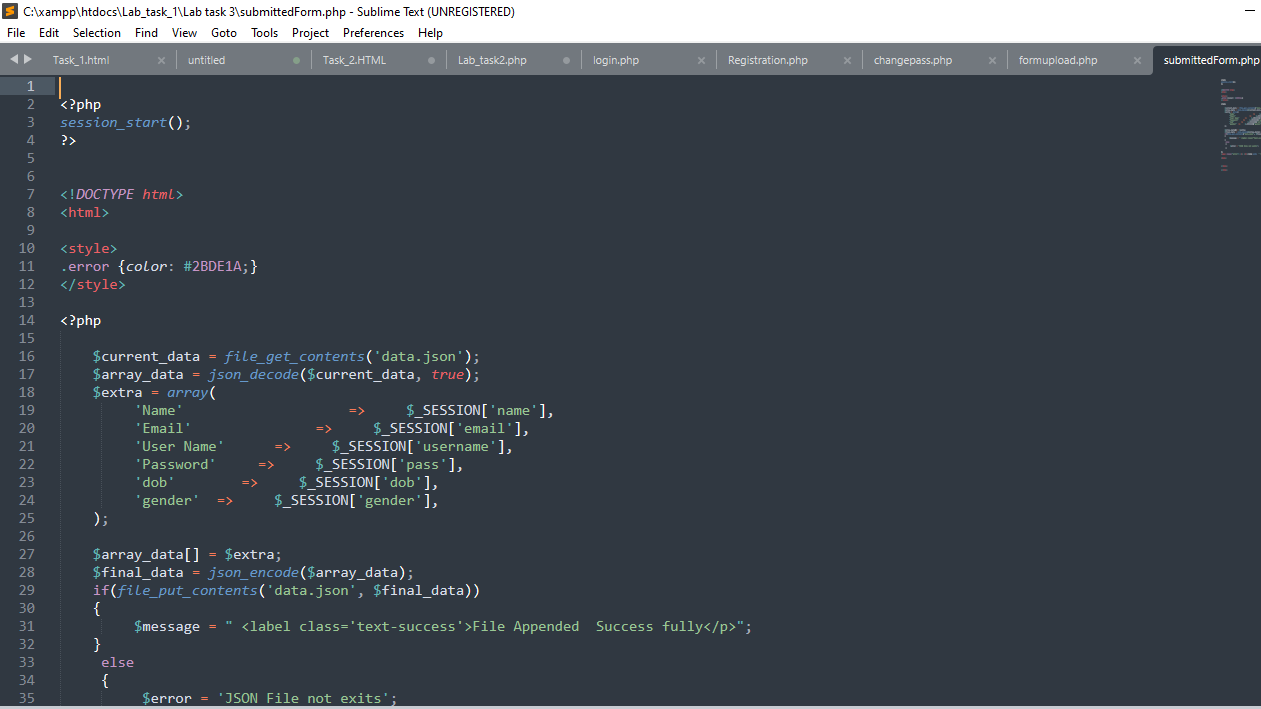 C:\xampp\htdocs\Lab_task_1\Lab task 3\submittedForm.php - Sublime Text (UNREGISTERED)
File Edit Selection Find View Goto Tools Project Preferences Help
Task_1.html untitled Task_2.HTML Lab_task2.php login.php Registration.php changepass.php formupload.php submittedForm.php
1
2 <?php
3 session_start();
4 ?>
5
6
7 <!DOCTYPE html>
8 <html>
9
10 <style>
11 .error {color: #2BDE1A;}
12 </style>
13
14 <?php
15
16 $current_data = file_get_contents('data.json');
17 $array_data = json_decode($current_data, true);
18 $extra = array(
19 'Name' => $_SESSION['name'],
20 'Email' => $_SESSION['email'],
21 'User Name' => $_SESSION['username'],
22 'Password' => $_SESSION['pass'],
23 'dob' => $_SESSION['dob'],
24 'gender' => $_SESSION['gender'],
25 );
26
27 $array_data[] = $extra;
28 $final_data = json_encode($array_data);
29 if(file_put_contents('data.json', $final_data))
30 {
31 $message = " <label class='text-success'>File Appended  Success fully</p>";
32 }
33 else
34 {
35 $error = 'JSON File not exits';